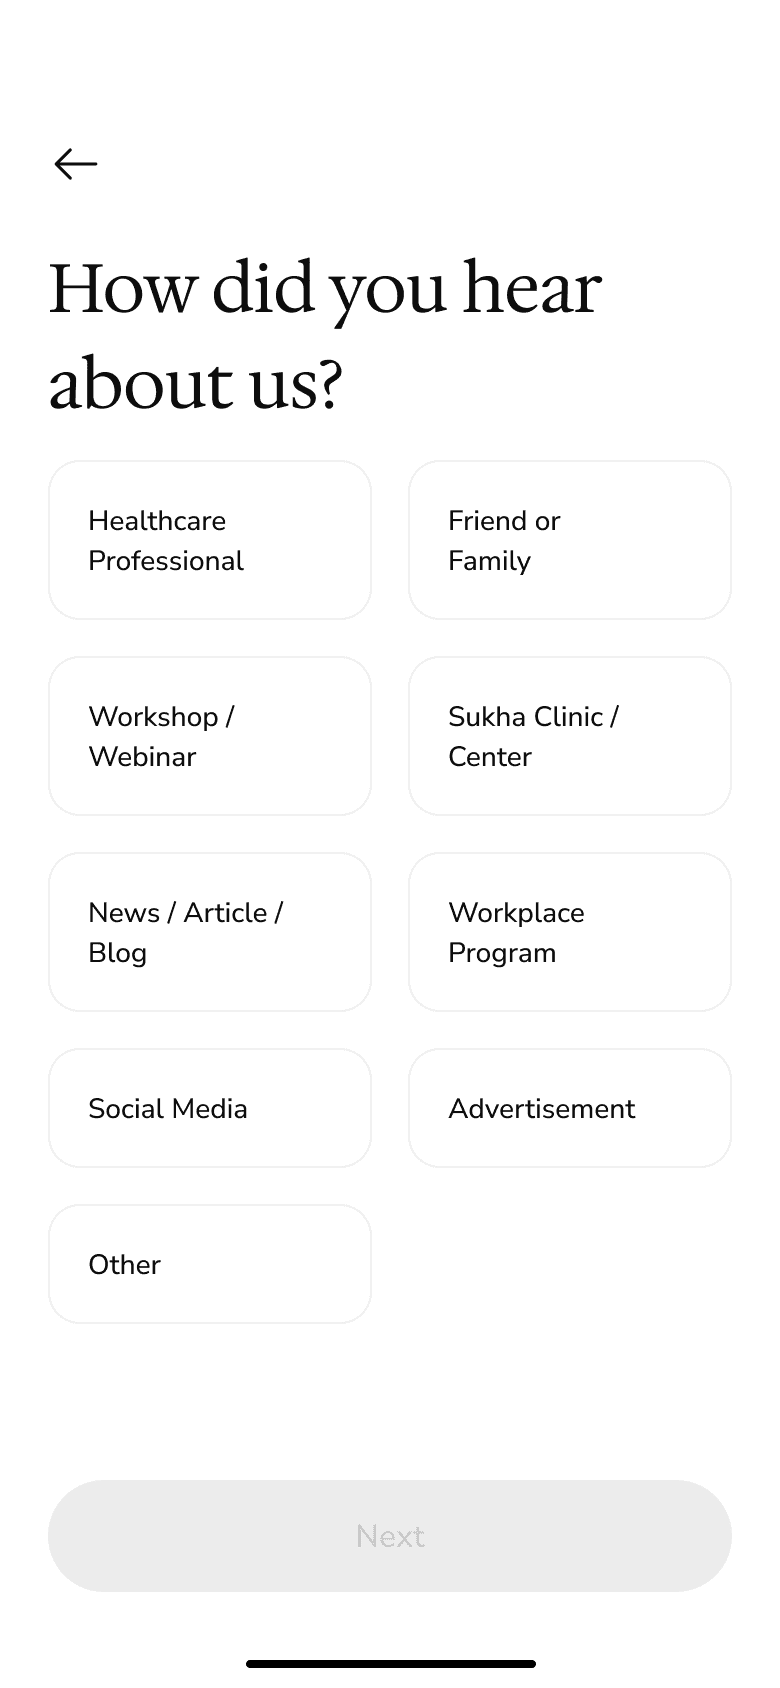 How did you hear
about us?
Healthcare
Professional
Friend or
Family
Workshop /
Webinar
Sukha Clinic /
Center
News / Article /
Blog
Workplace
Program
Social Media
Advertisement
Other
Next